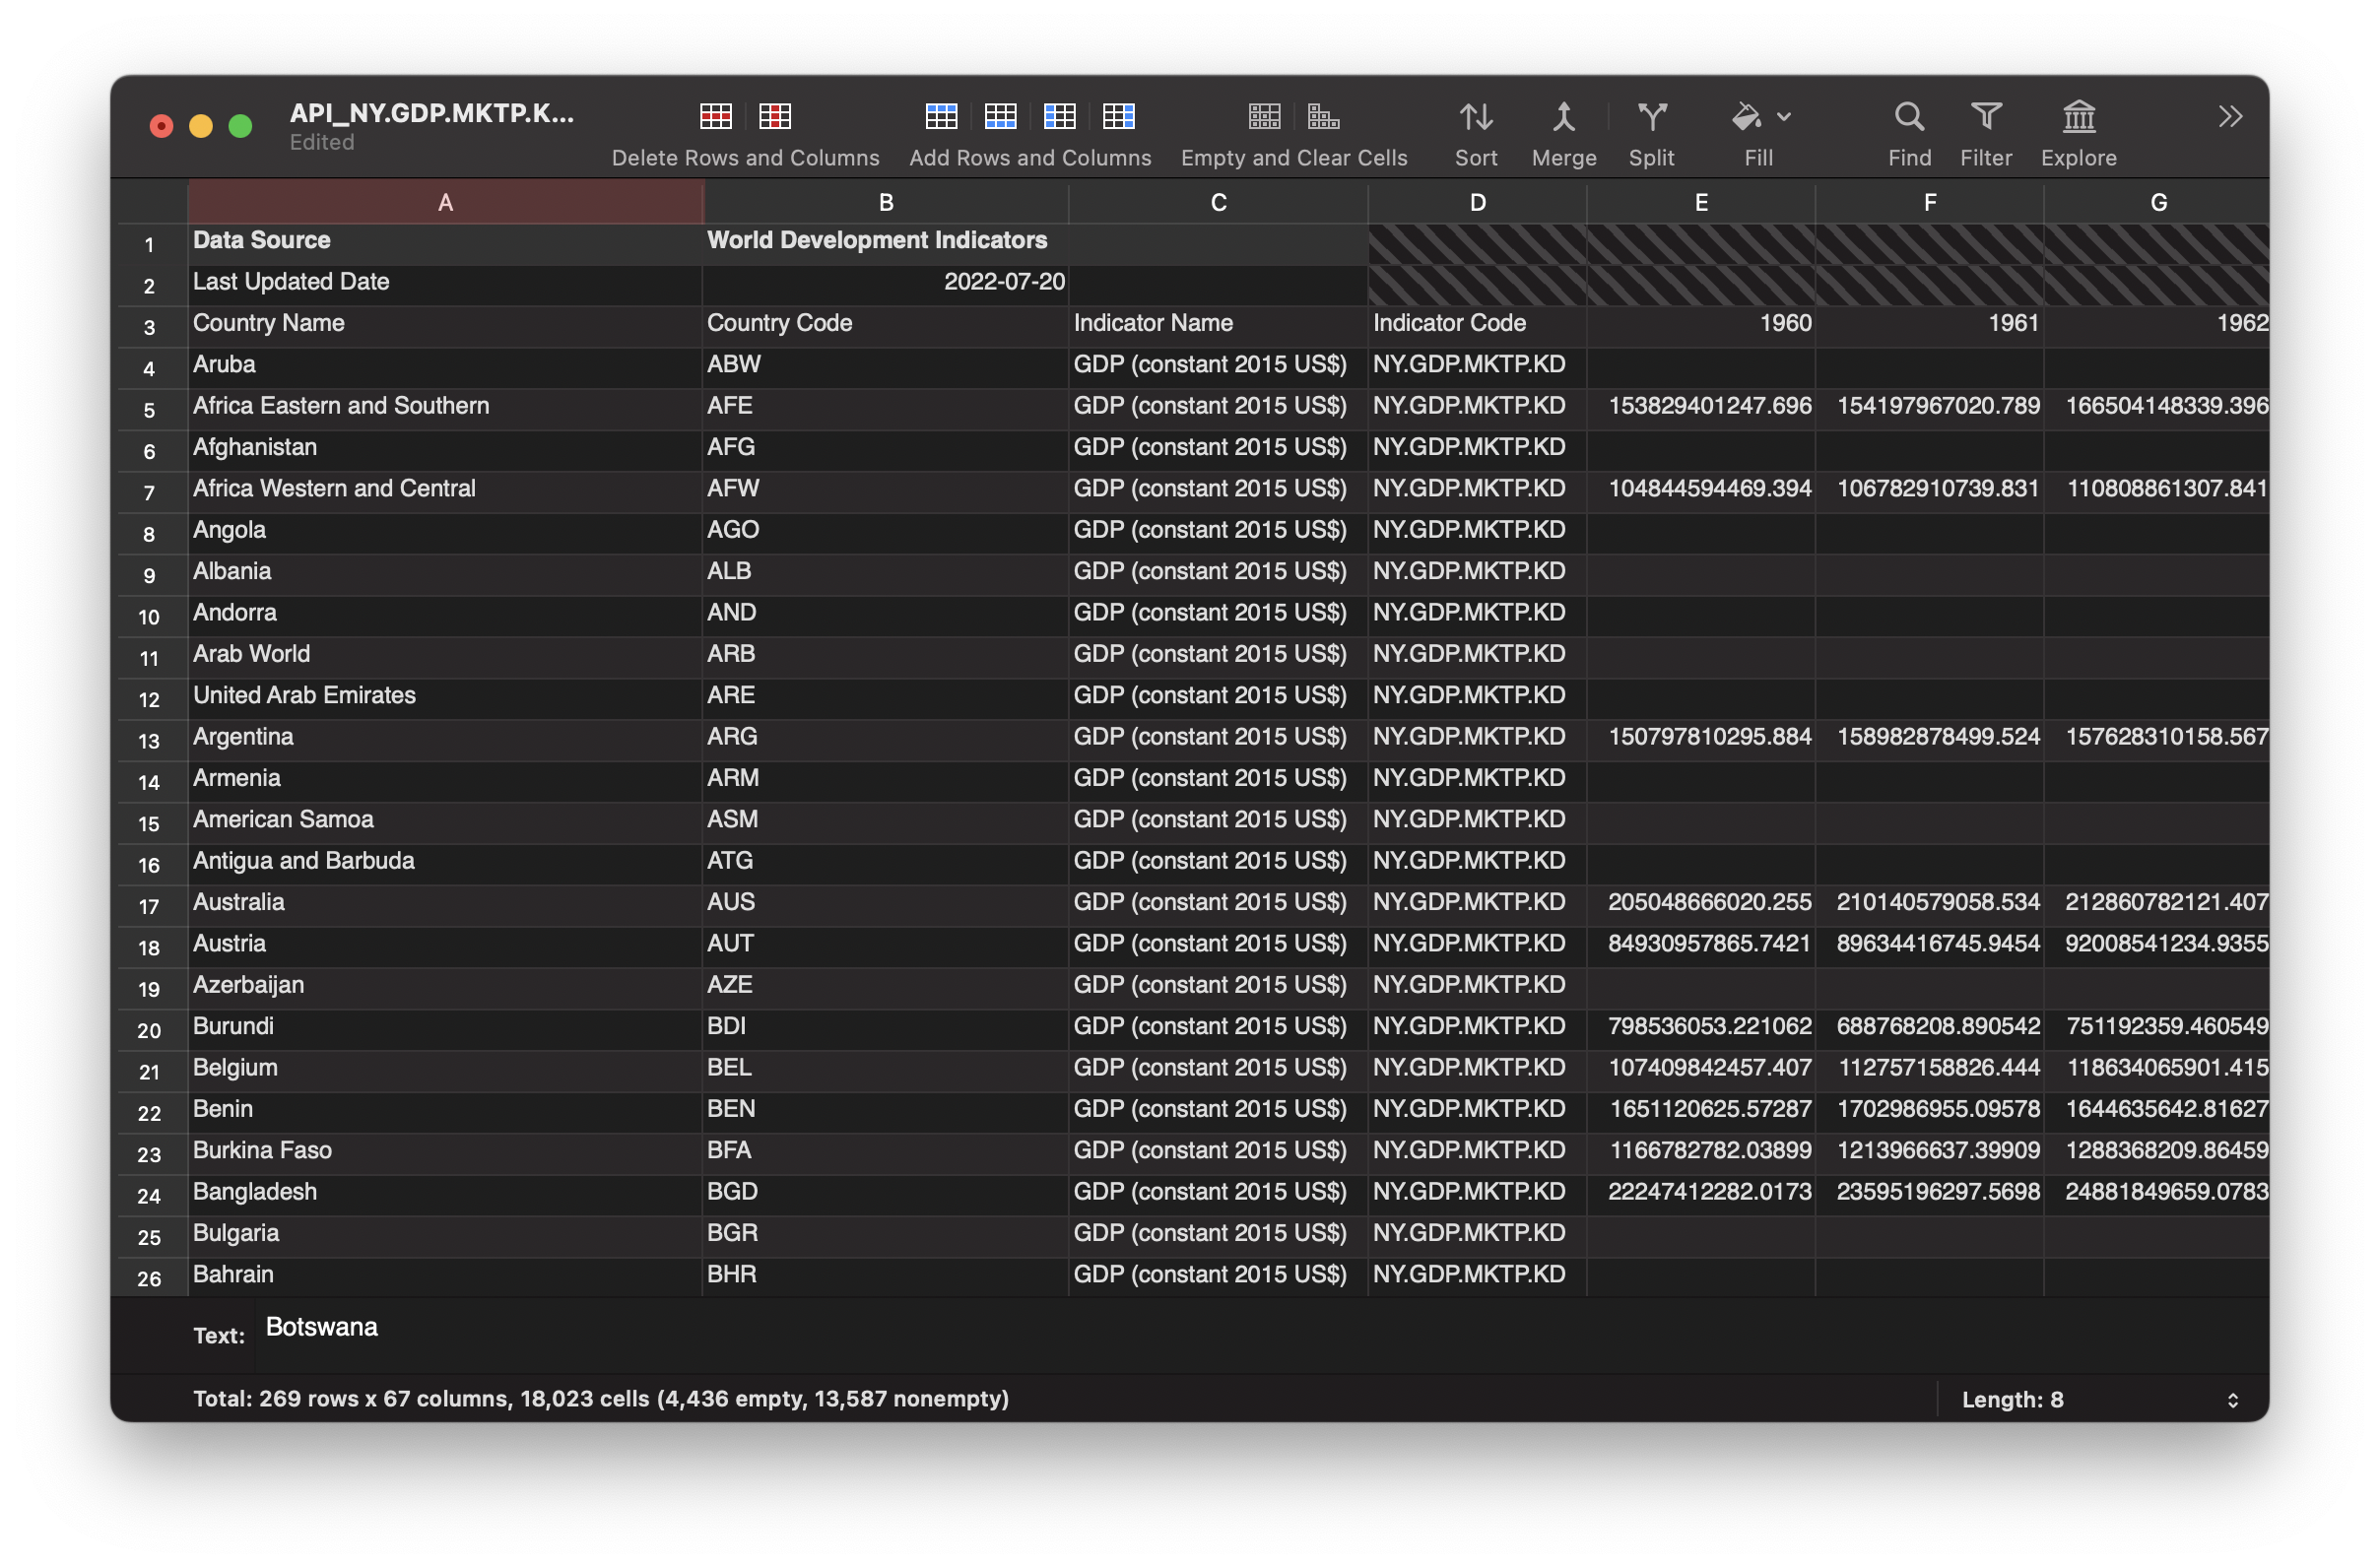 API_NY.GDP.MKTP.K...
Edited
Delete Rows and Columns Add Rows and Columns Empty and Clear Cells Sort Merge Split Fill Find Filter Explore
A B C D E F G
1 Data Source World Development Indicators
2 Last Updated Date 2022-07-20
3 Country Name Country Code Indicator Name Indicator Code 1960 1961 1962
4 Aruba ABW GDP (constant 2015 US$) NY.GDP.MKTP.KD
5 Africa Eastern and Southern AFE GDP (constant 2015 US$) NY.GDP.MKTP.KD 153829401247.696 154197967020.789 166504148339.396
6 Afghanistan AFG GDP (constant 2015 US$) NY.GDP.MKTP.KD
7 Africa Western and Central AFW GDP (constant 2015 US$) NY.GDP.MKTP.KD 104844594469.394 106782910739.831 110808861307.841
8 Angola AGO GDP (constant 2015 US$) NY.GDP.MKTP.KD
9 Albania ALB GDP (constant 2015 US$) NY.GDP.MKTP.KD
10 Andorra AND GDP (constant 2015 US$) NY.GDP.MKTP.KD
11 Arab World ARB GDP (constant 2015 US$) NY.GDP.MKTP.KD
12 United Arab Emirates ARE GDP (constant 2015 US$) NY.GDP.MKTP.KD
13 Argentina ARG GDP (constant 2015 US$) NY.GDP.MKTP.KD 150797810295.884 158982878499.524 157628310158.567
14 Armenia ARM GDP (constant 2015 US$) NY.GDP.MKTP.KD
15 American Samoa ASM GDP (constant 2015 US$) NY.GDP.MKTP.KD
16 Antigua and Barbuda ATG GDP (constant 2015 US$) NY.GDP.MKTP.KD
17 Australia AUS GDP (constant 2015 US$) NY.GDP.MKTP.KD 205048666020.255 210140579058.534 212860782121.407
18 Austria AUT GDP (constant 2015 US$) NY.GDP.MKTP.KD 84930957865.7421 89634416745.9454 92008541234.9355
19 Azerbaijan AZE GDP (constant 2015 US$) NY.GDP.MKTP.KD
20 Burundi BDI GDP (constant 2015 US$) NY.GDP.MKTP.KD 798536053.221062 688768208.890542 751192359.460549
21 Belgium BEL GDP (constant 2015 US$) NY.GDP.MKTP.KD 107409842457.407 112757158826.444 118634065901.415
22 Benin BEN GDP (constant 2015 US$) NY.GDP.MKTP.KD 1651120625.57287 1702986955.09578 1644635642.81627
23 Burkina Faso BFA GDP (constant 2015 US$) NY.GDP.MKTP.KD 1166782782.03899 1213966637.39909 1288368209.86459
24 Bangladesh BGD GDP (constant 2015 US$) NY.GDP.MKTP.KD 22247412282.0173 23595196297.5698 24881849659.0783
25 Bulgaria BGR GDP (constant 2015 US$) NY.GDP.MKTP.KD
26 Bahrain BHR GDP (constant 2015 US$) NY.GDP.MKTP.KD
Text: Botswana
Total: 269 rows x 67 columns, 18,023 cells (4,436 empty, 13,587 nonempty) Length: 8